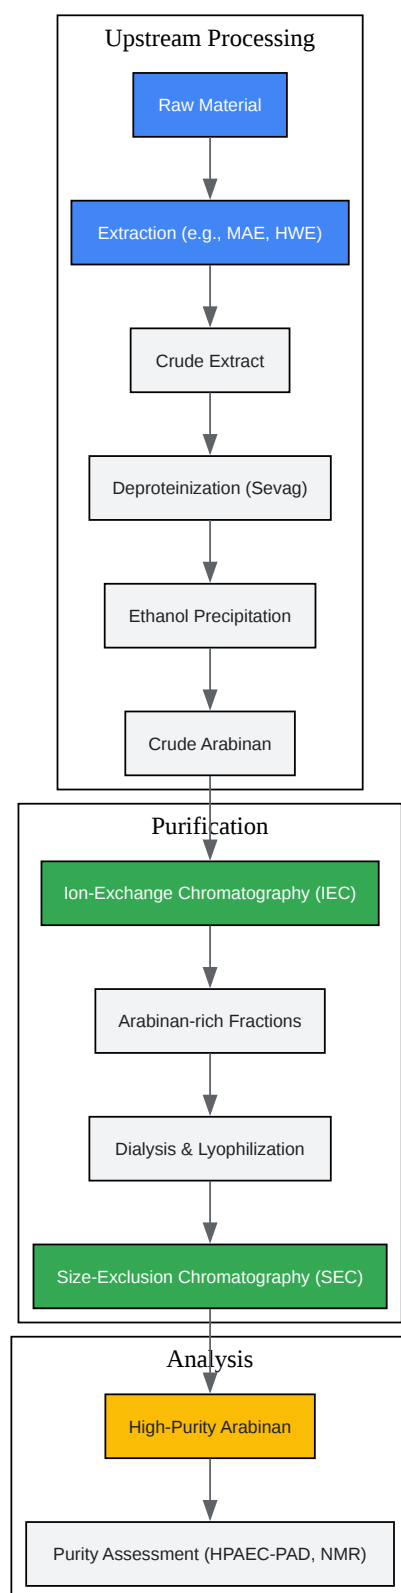 Upstream Processing
Raw Material
Extraction (e.g., MAE, HWE)
Crude Extract
Deproteinization (Sevag)
Ethanol Precipitation
Crude Arabinan
Purification
Ion-Exchange Chromatography (IEC)
Arabinan-rich Fractions
Dialysis & Lyophilization
Size-Exclusion Chromatography (SEC)
Analysis
High-Purity Arabinan
Purity Assessment (HPAEC-PAD, NMR)